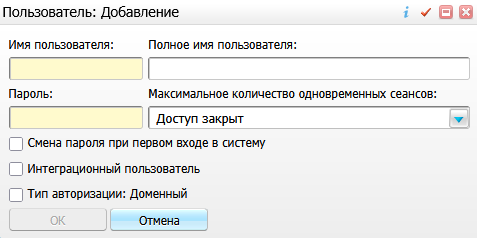 Пользователь: Добавление
Имя пользователя: Полное имя пользователя:
Пароль: Максимальное количество одновременных сеансов:
Доступ закрыт
Смена пароля при первом входе в систему
Интеграционный пользователь
Тип авторизации: Доменный
ОК Отмена